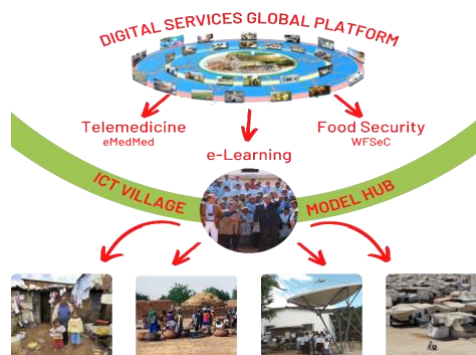 DIGITAL SERVICES GLOBAL PLATFORM
Telemedicine
eMedMed
Food Security
WFSeC
e-Learning
ICT VILLAGE
MODEL HUB